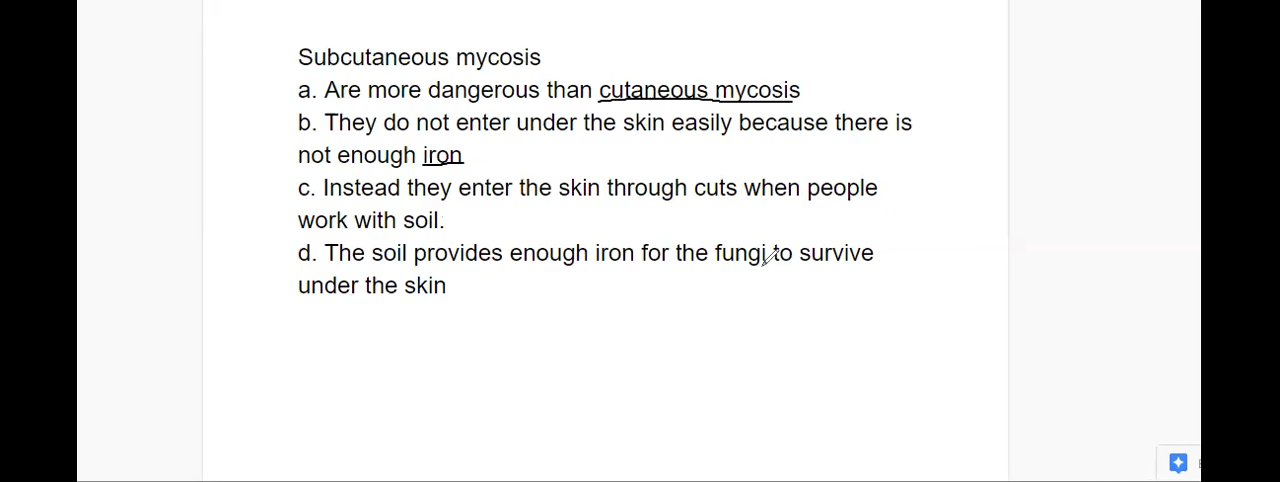 Subcutaneous mycosis
a. Are more dangerous than cutaneous mycosis
b. They do not enter under the skin easily because there is
not enough iron
c. Instead they enter the skin through cuts when people
work with soil.
d. The soil provides enough iron for the fungi to survive
under the skin